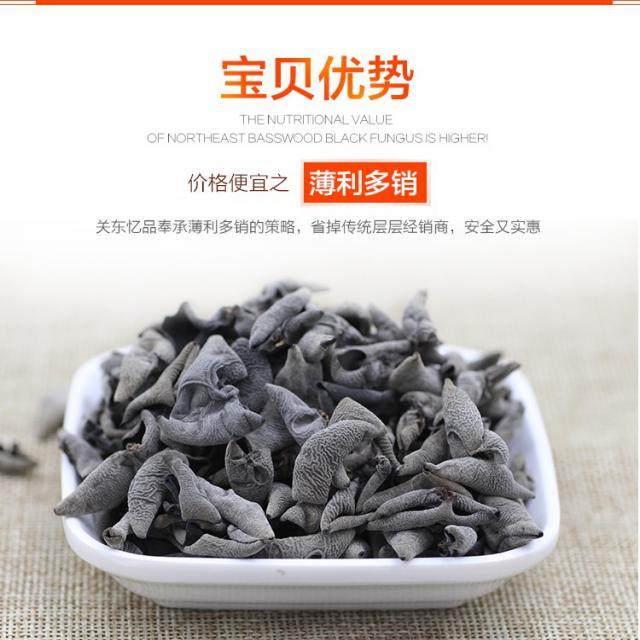 宝贝优势
THE NUTRITIONAL VALUE
OF NORTHEAST BASSWOOD BLACK FUNGUS IS HIGHER!
价格便宜之 薄利多销
关东忆品奉承薄利多销的策略，省掉传统层层经销商，安全又实惠